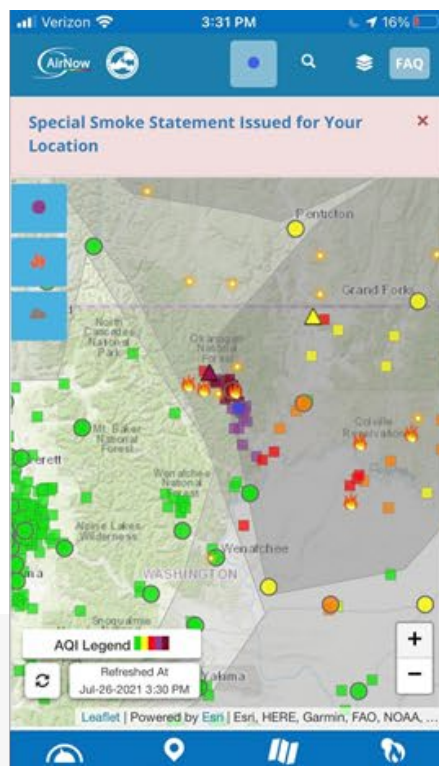 Verizon 3:31 PM 16%
AirNow FAQ
Special Smoke Statement Issued for Your
Location
Penticton
Grand Forks
North
Cascades
National
Park
Okanogan
National
Forest
Mt. Baker
National
Forest
Colville
Reservation
Everett
Wenatchee
National
Forest
Alpine Lakes
Wilderness
Wenatchee
WASHINGTON
Snoqualmie
AQI Legend
+
Refreshed At
Jul-26-2021 3:30 PM
−
Yakima
Leaflet | Powered by Esri | Esri, HERE, Garmin, FAO, NOAA, ...